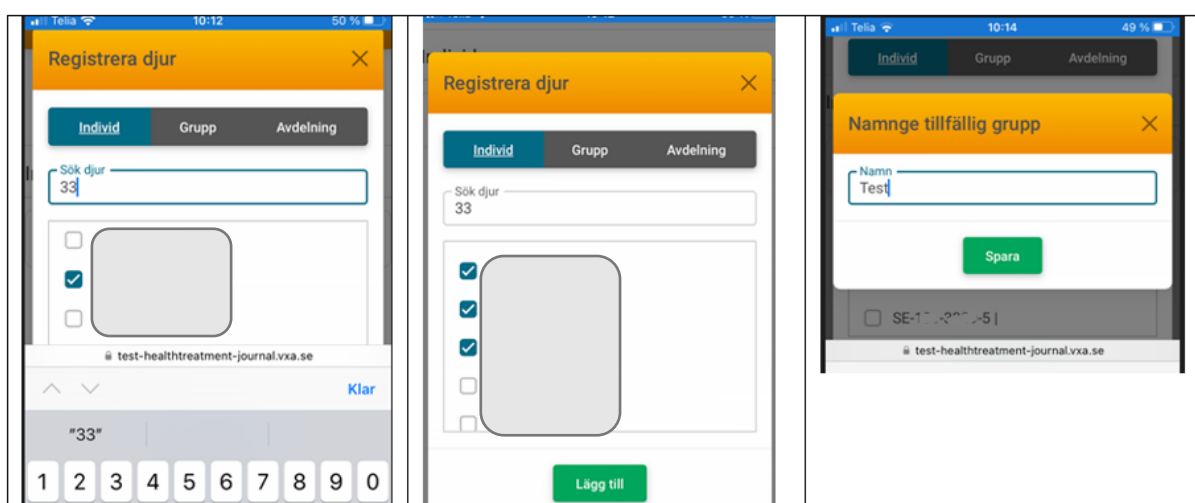 Telia 10:12 50 %
Registrera djur
Individ Grupp Avdelning
Sök djur
33
test-healthtreatment-journal.vxa.se
Klar
"33"
1 2 3 4 5 6 7 8 9 0
Registrera djur
Individ Grupp Avdelning
Sök djur
33
Lägg till
Telia 10:14 49 %
Individ Grupp Avdelning
Namnge tillfällig grupp
Namn
Test
Spara
test-healthtreatment-journal.vxa.se